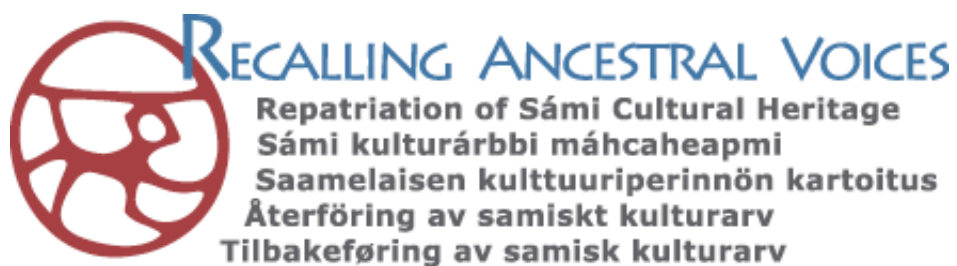 RECALLING ANCESTRAL VOICES
Repatriation of Sámi Cultural Heritage
Sámi kulturárbbi máhcaheapmi
Saamelaisen kulttuuriperinnön kartoitus
Återföring av samiskt kulturarv
Tilbakeføring av samisk kulturarv